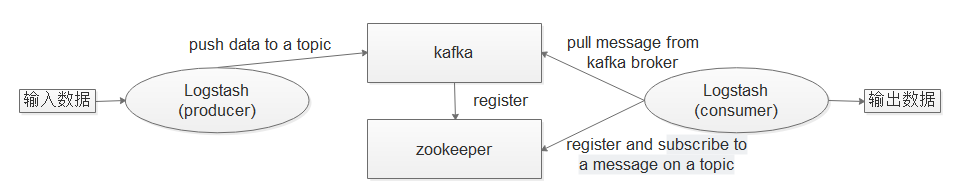 push data to a topic
kafka
pull message from
kafka broker
输入数据
Logstash
(producer)
register
Logstash
(consumer)
输出数据
zookeeper
register and subscribe to
a message on a topic